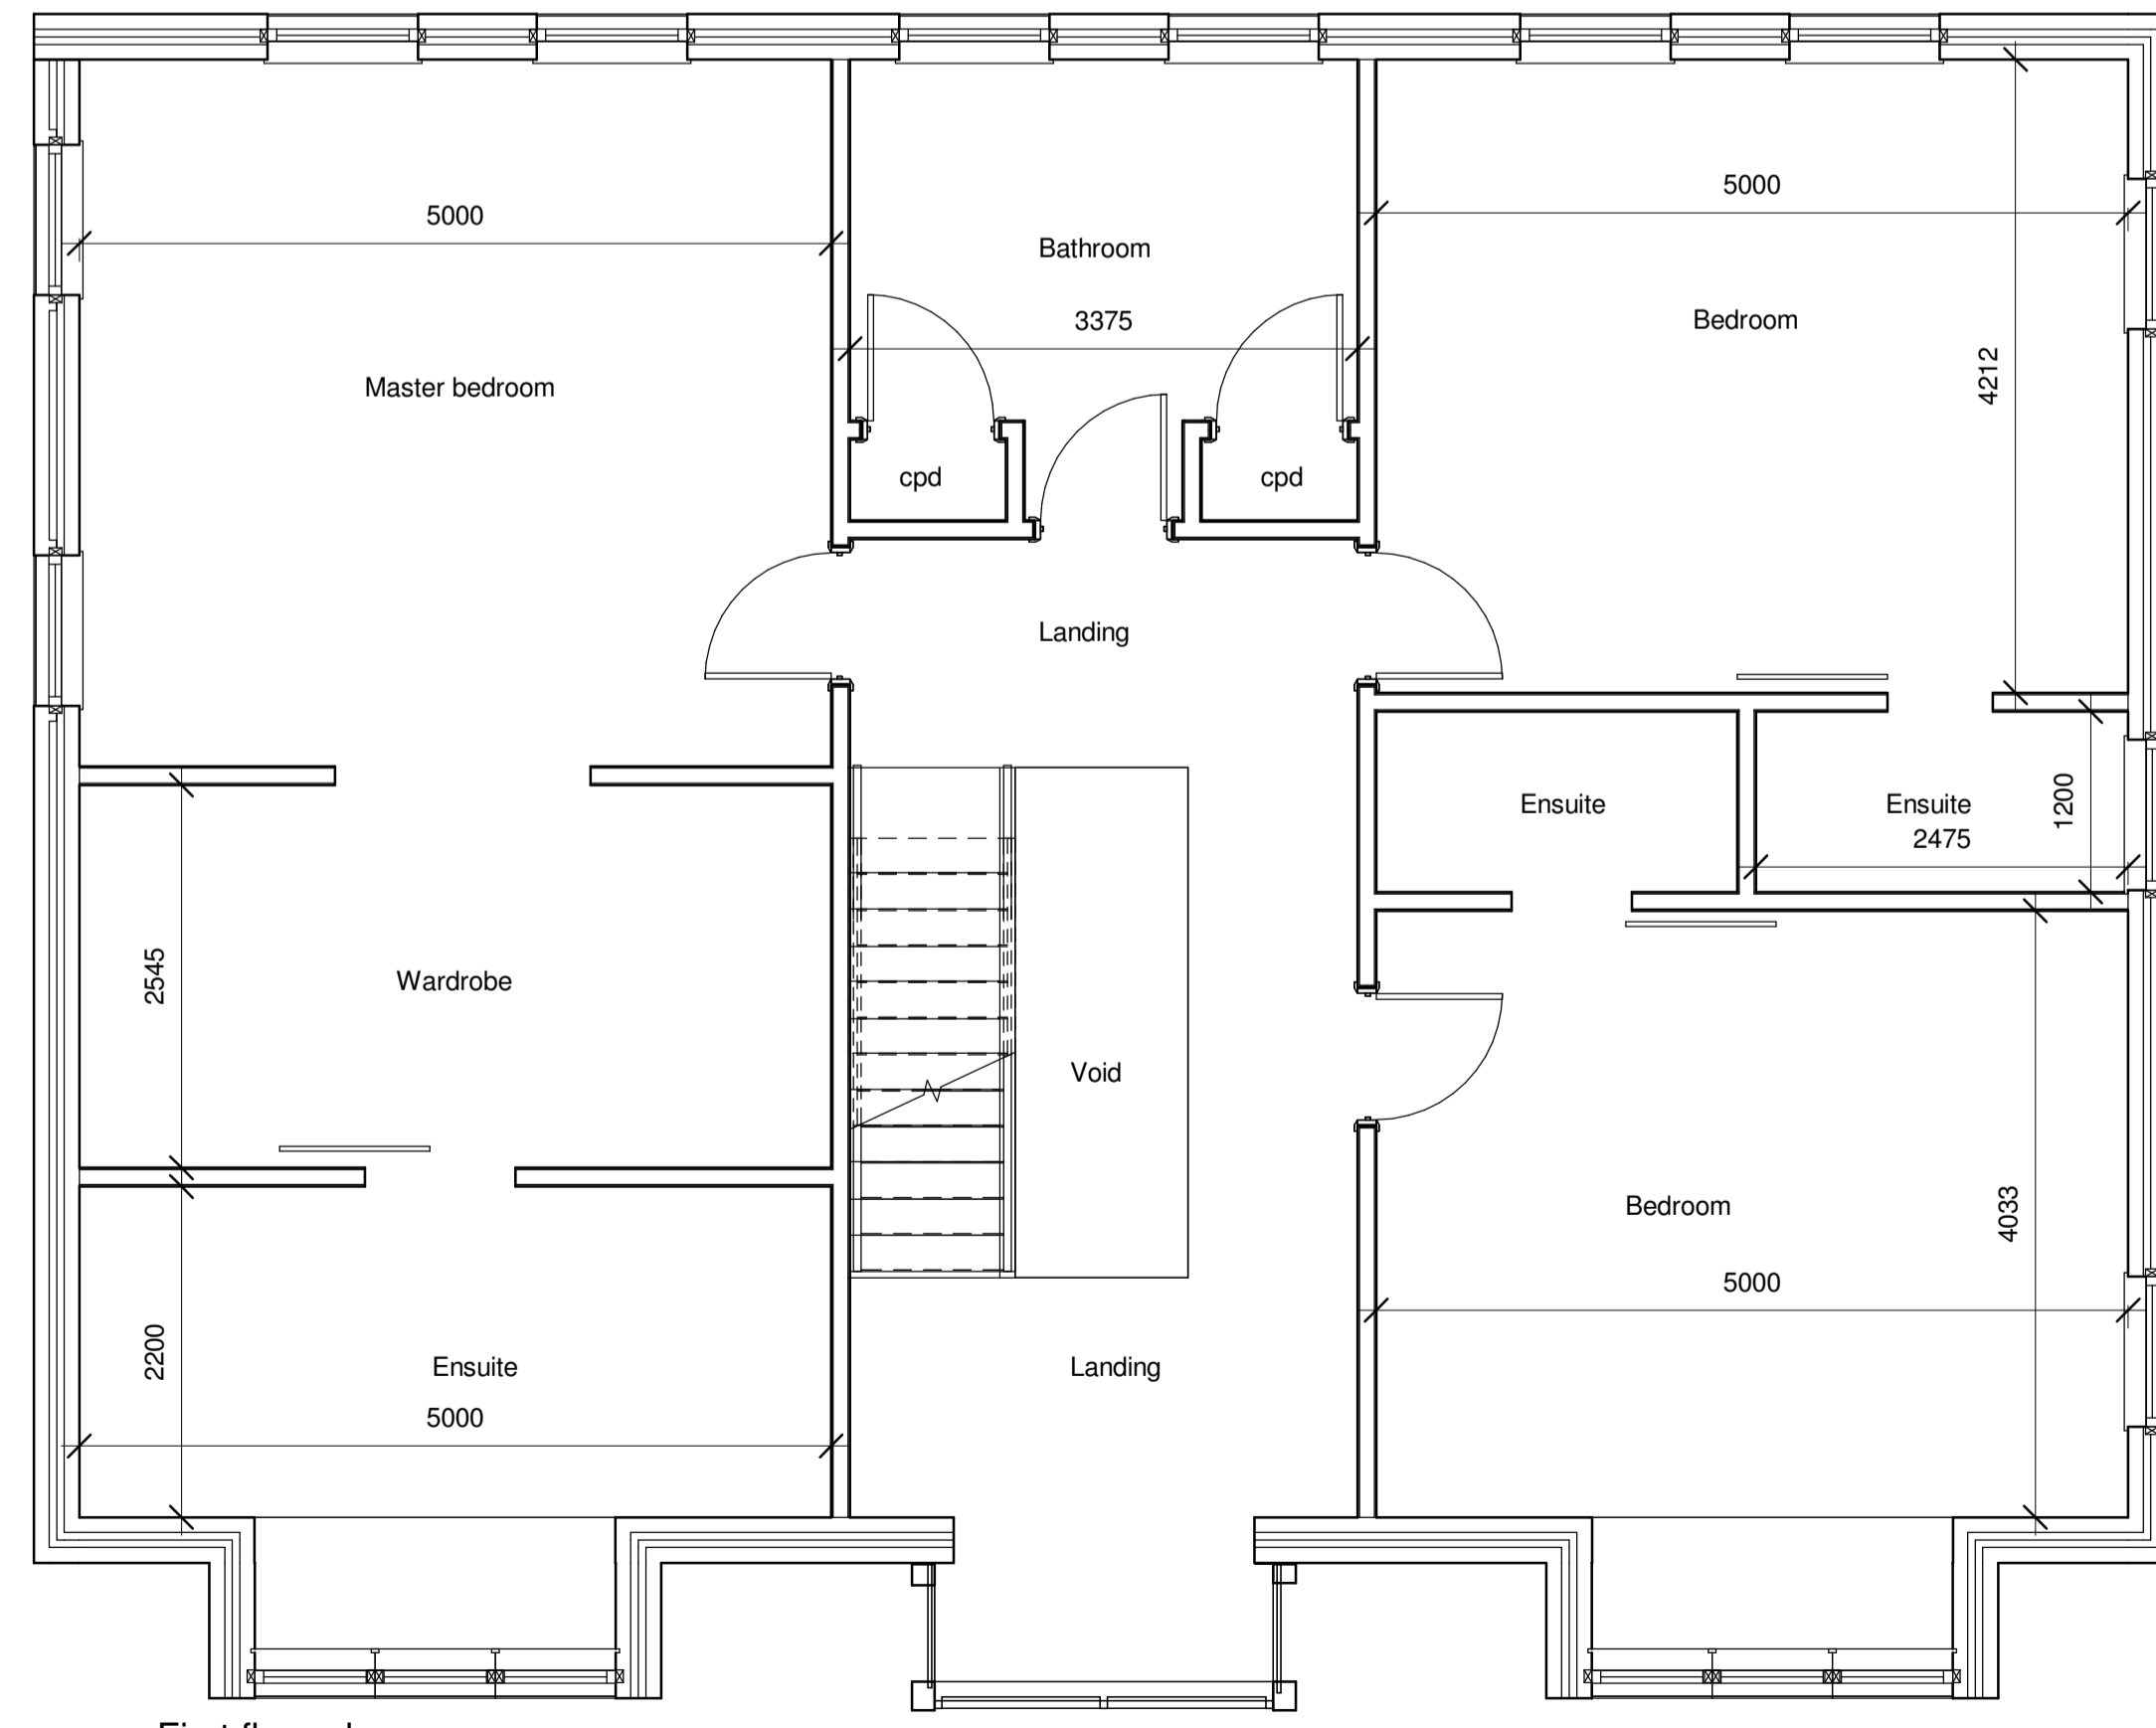 5000
5000
Bathroom
3375
Bedroom
4212
Master bedroom
cpd
cpd
Landing
Ensuite
Ensuite
1200
2475
2545
Wardrobe
Void
Bedroom
4033
5000
2200
Ensuite
Landing
5000